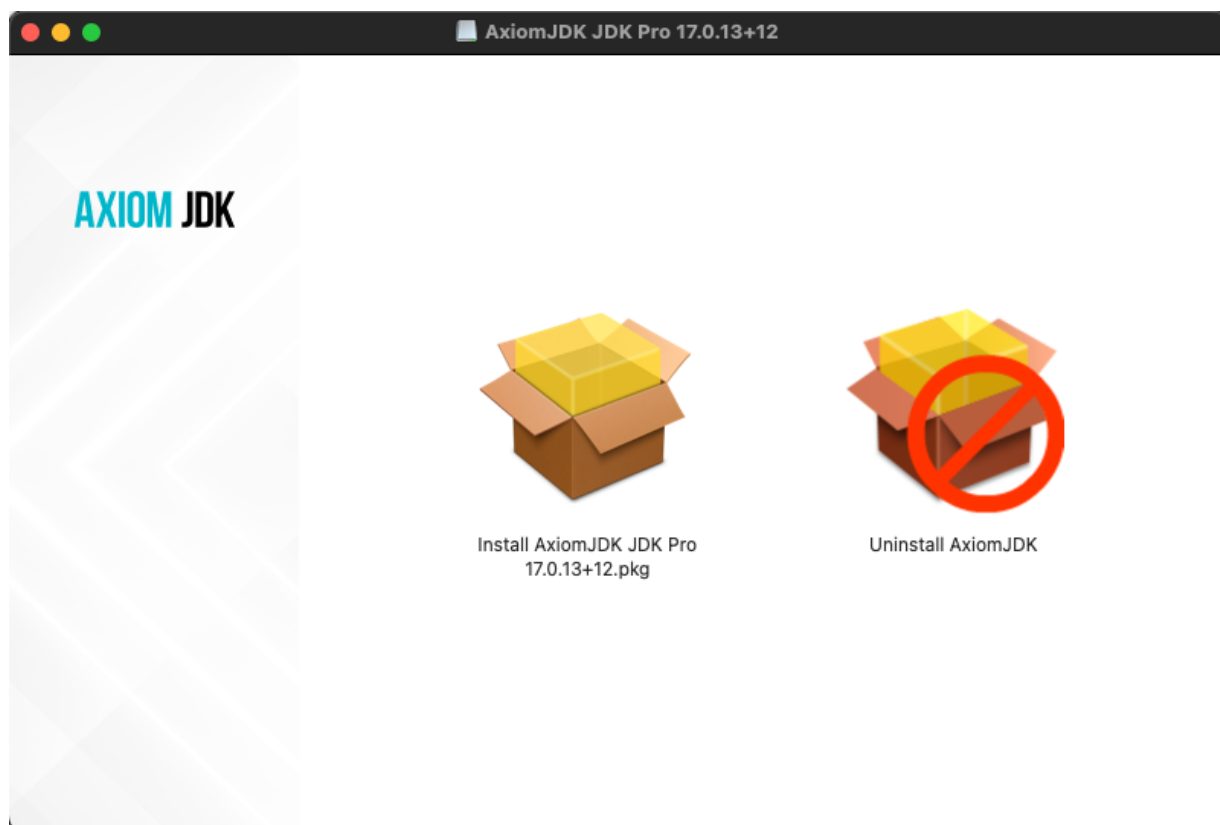 AxiomJDK JDK Pro 17.0.13+12
AXIOM JDK
Install AxiomJDK JDK Pro
17.0.13+12.pkg
Uninstall AxiomJDK